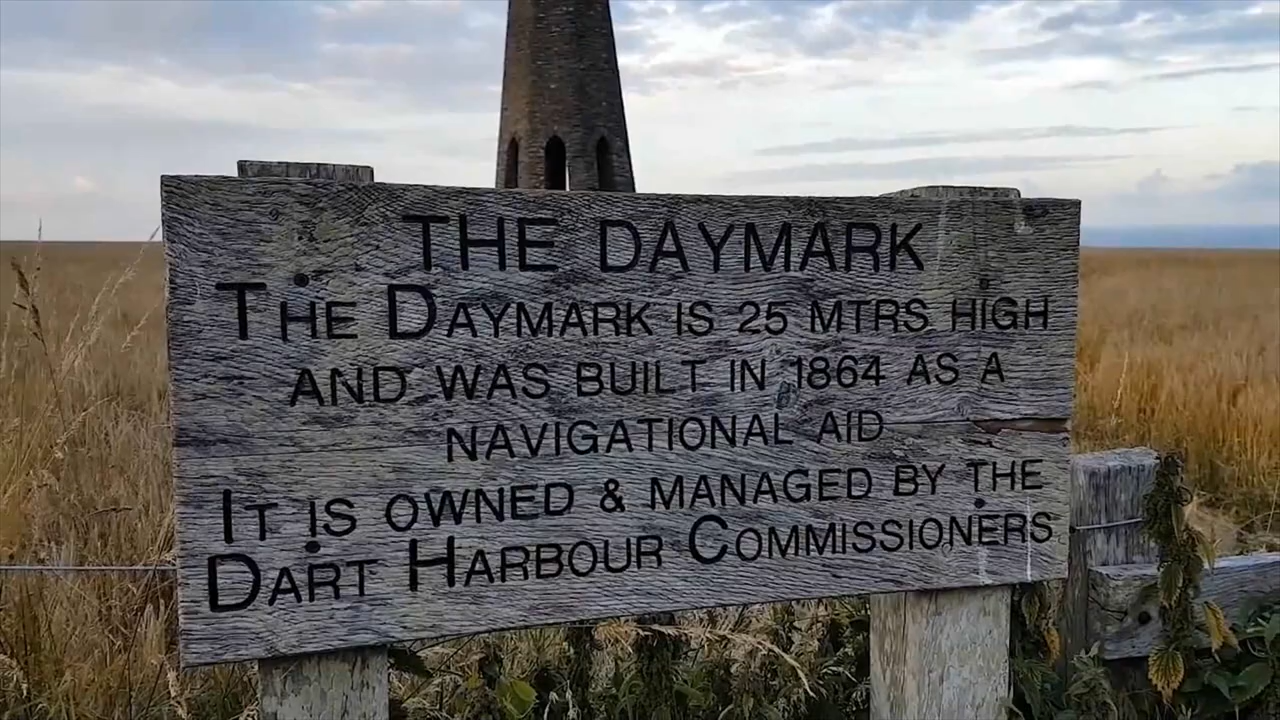 THE DAYMARK
THE DAYMARK IS 25 MTRS HIGH
AND WAS BUILT IN 1864 AS A
NAVIGATIONAL AID
IT IS OWNED & MANAGED BY THE
DART HARBOUR COMMISSIONERS